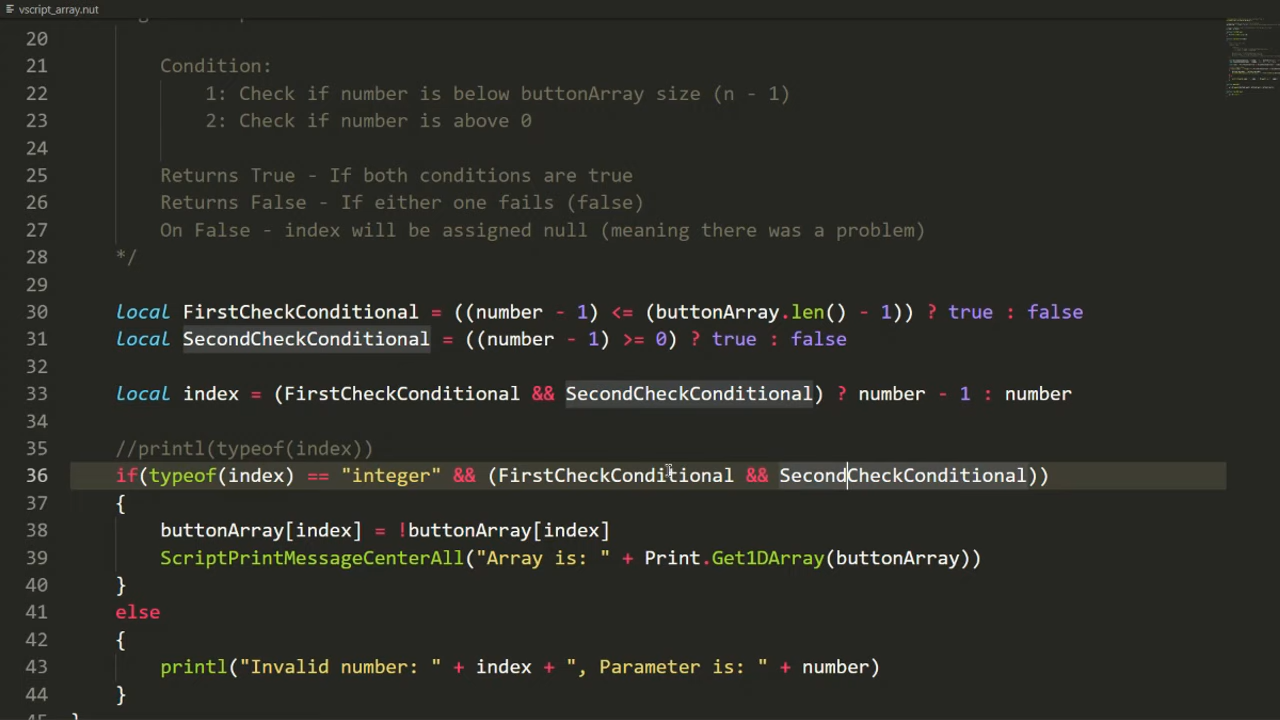 vscript_array.nut
20
21 Condition:
22 1: Check if number is below buttonArray size (n - 1)
23 2: Check if number is above 0
24
25 Returns True - If both conditions are true
26 Returns False - If either one fails (false)
27 On False - index will be assigned null (meaning there was a problem)
28 */
29
30 local FirstCheckConditional = ((number - 1) <= (buttonArray.len() - 1)) ? true : false
31 local SecondCheckConditional = ((number - 1) >= 0) ? true : false
32
33 local index = (FirstCheckConditional && SecondCheckConditional) ? number - 1 : number
34
35 //printl(typeof(index))
36 if(typeof(index) == "integer" && (FirstCheckConditional && SecondCheckConditional))
37 {
38 buttonArray[index] = !buttonArray[index]
39 ScriptPrintMessageCenterAll("Array is: " + Print.Get1DArray(buttonArray))
40 }
41 else
42 {
43 printl("Invalid number: " + index + ", Parameter is: " + number)
44 }